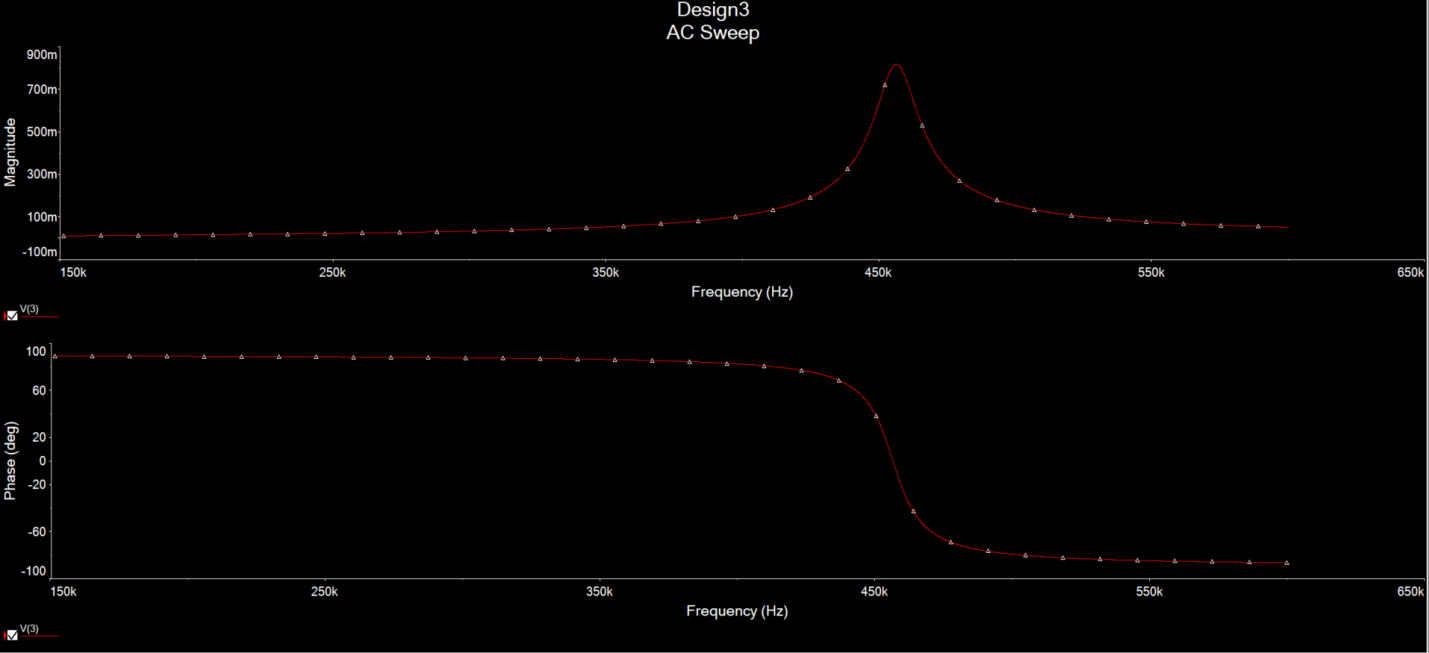 Design3
AC Sweep
900m
700m
500m
300m
100m
-100m
Magnitude
150k 250k 350k 450k 550k 650k
Frequency (Hz)
V(3)
100
60
20
0
-20
-60
-100
Phase (deg)
150k 250k 350k 450k 550k 650k
Frequency (Hz)
V(3)